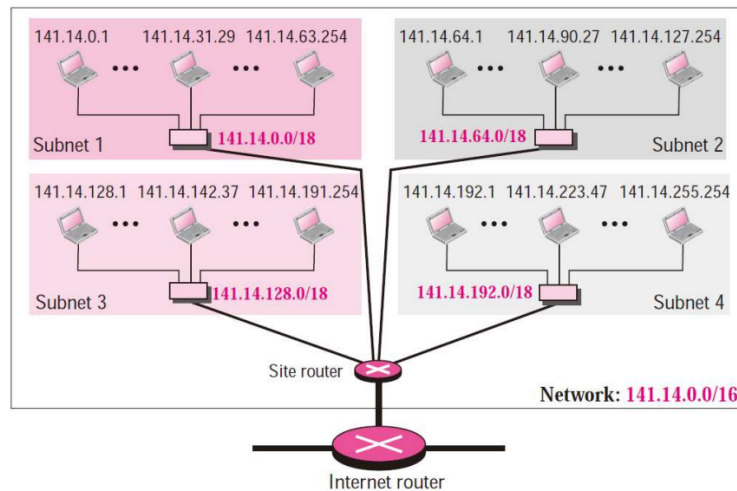 141.14.0.1 141.14.31.29 141.14.63.254
Subnet 1 141.14.0.0/18
141.14.64.1 141.14.90.27 141.14.127.254
141.14.64.0/18 Subnet 2
141.14.128.1 141.14.142.37 141.14.191.254
Subnet 3 141.14.128.0/18
141.14.192.1 141.14.223.47 141.14.255.254
141.14.192.0/18 Subnet 4
Site router
Network: 141.14.0.0/16
Internet router